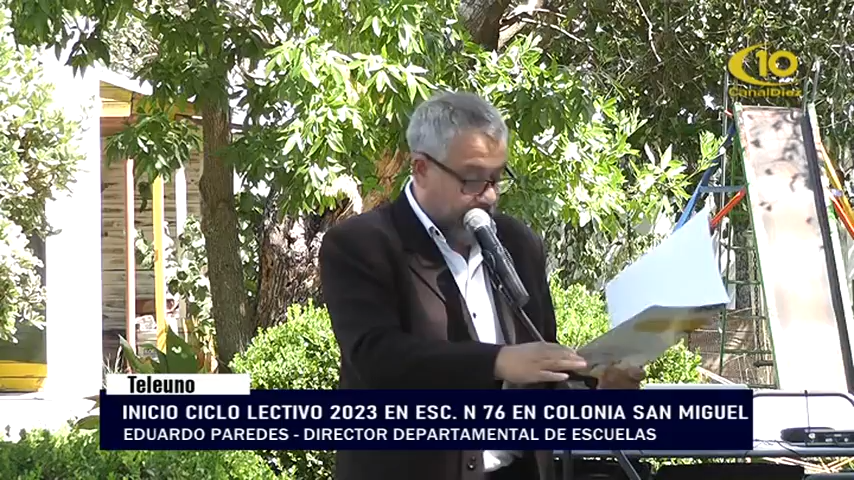 10
CanalDiez
Teleuno
INICIO CICLO LECTIVO 2023 EN ESC. N 76 EN COLONIA SAN MIGUEL
EDUARDO PAREDES - DIRECTOR DEPARTAMENTAL DE ESCUELAS